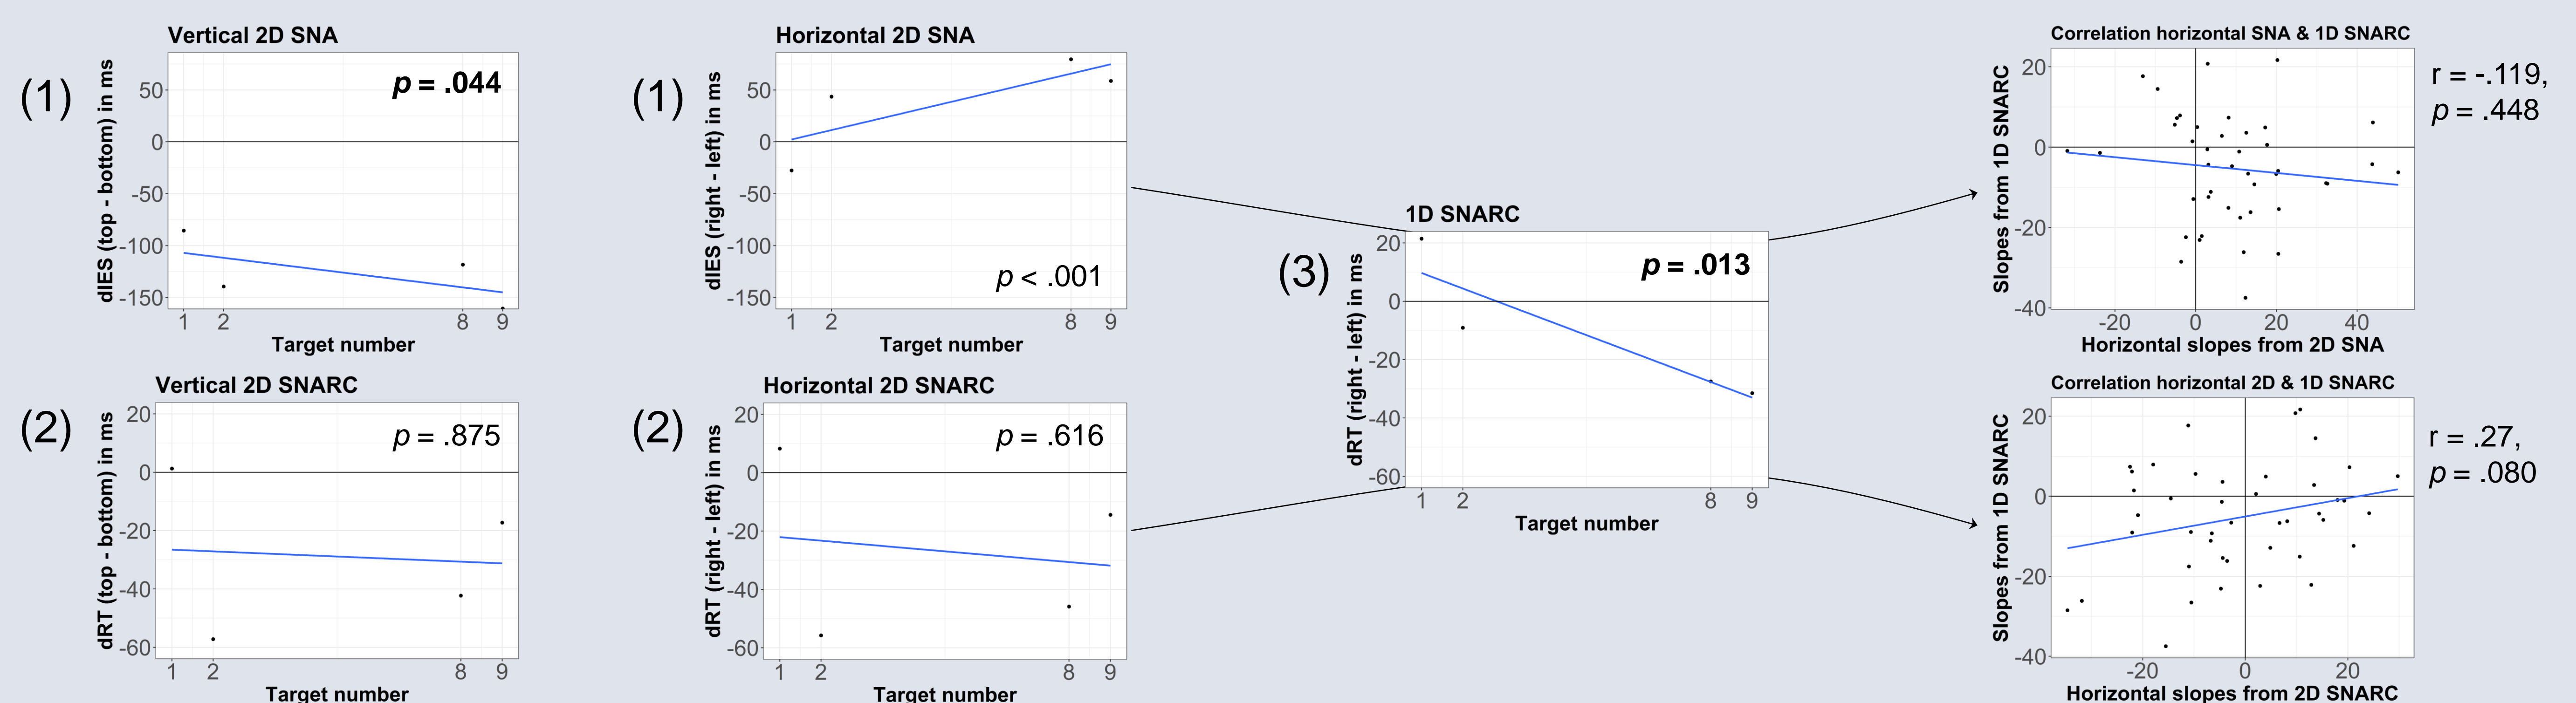 Vertical 2D SNA
(1)
dIES (top - bottom) in ms
50
0
-50
-100
-150
p = .044
1 2 8 9
Target number
Horizontal 2D SNA
(1)
dIES (right - left) in ms
50
0
-50
-100
-150
p < .001
1 2 8 9
Target number
Vertical 2D SNARC
(2)
dRT (top - bottom) in ms
20
0
-20
-40
-60
p = .875
1 2 8 9
Target number
Horizontal 2D SNARC
(2)
dRT (right - left) in ms
20
0
-20
-40
-60
p = .616
1 2 8 9
Target number
1D SNARC
(3)
dRT (right - left) in ms
20
0
-20
-40
-60
p = .013
1 2 8 9
Target number
Correlation horizontal SNA & 1D SNARC
Slopes from 1D SNARC
20
0
-20
-40
-20 0 20 40
Horizontal slopes from 2D SNA
r = -.119,
p = .448
Correlation horizontal 2D & 1D SNARC
Slopes from 1D SNARC
20
0
-20
-40
-20 0 20
Horizontal slopes from 2D SNARC
r = .27,
p = .080